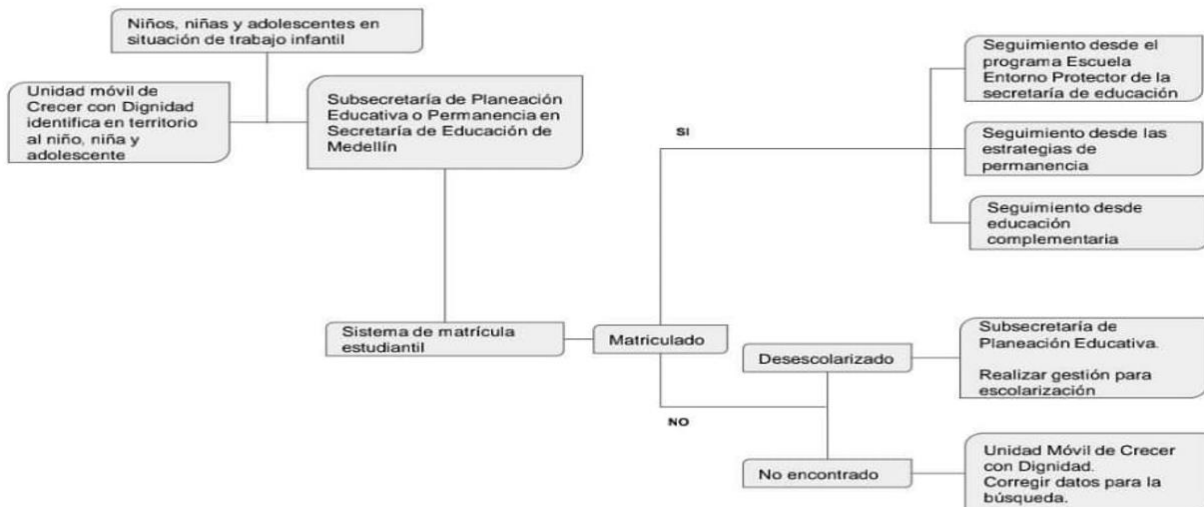 Niños, niñas y adolescentes en
situación de trabajo infantil
Unidad móvil de
Crecer con Dignidad
identifica en territorio
al niño, niña y
adolescente
Subsecretaría de Planeación
Educativa o Permanencia en
Secretaría de Educación de
Medellín
Sistema de matrícula
estudiantil
Matriculado
SI
Seguimiento desde el
programa Escuela
Entorno Protector de la
secretaría de educación
Seguimiento desde las
estrategias de
permanencia
Seguimiento desde
educación
complementaria
NO
Desescolarizado
Subsecretaría de
Planeación Educativa.
Realizar gestión para
escolarización
No encontrado
Unidad Móvil de Crecer
con Dignidad.
Corregir datos para la
búsqueda.